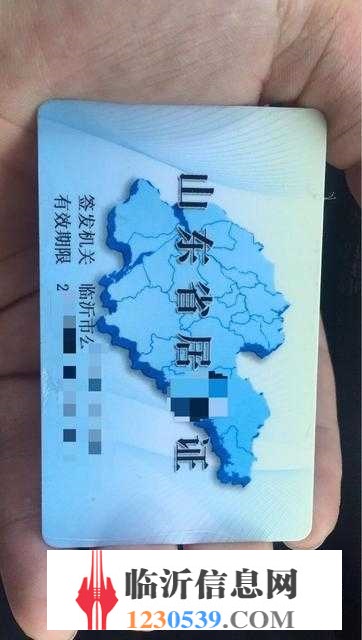 山东省居证
签发机关 临沂市公
有效期限 2
临沂信息网
1230539.com